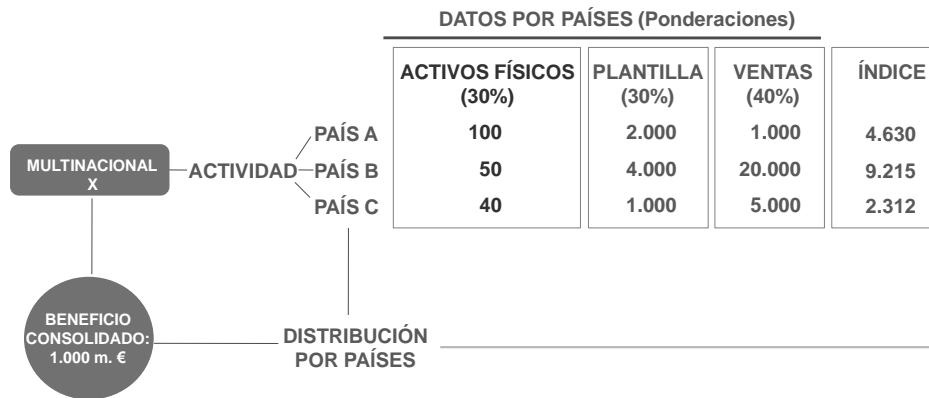 DATOS POR PAÍSES (Ponderaciones)
ACTIVOS FÍSICOS PLANTILLA VENTAS ÍNDICE
(30%) (30%) (40%)
PAÍS A 100 2.000 1.000 4.630
MULTINACIONAL
X
ACTIVIDAD PAÍS B 50 4.000 20.000 9.215
PAÍS C 40 1.000 5.000 2.312
BENEFICIO
CONSOLIDADO:
1.000 m. €
DISTRIBUCIÓN
POR PAÍSES